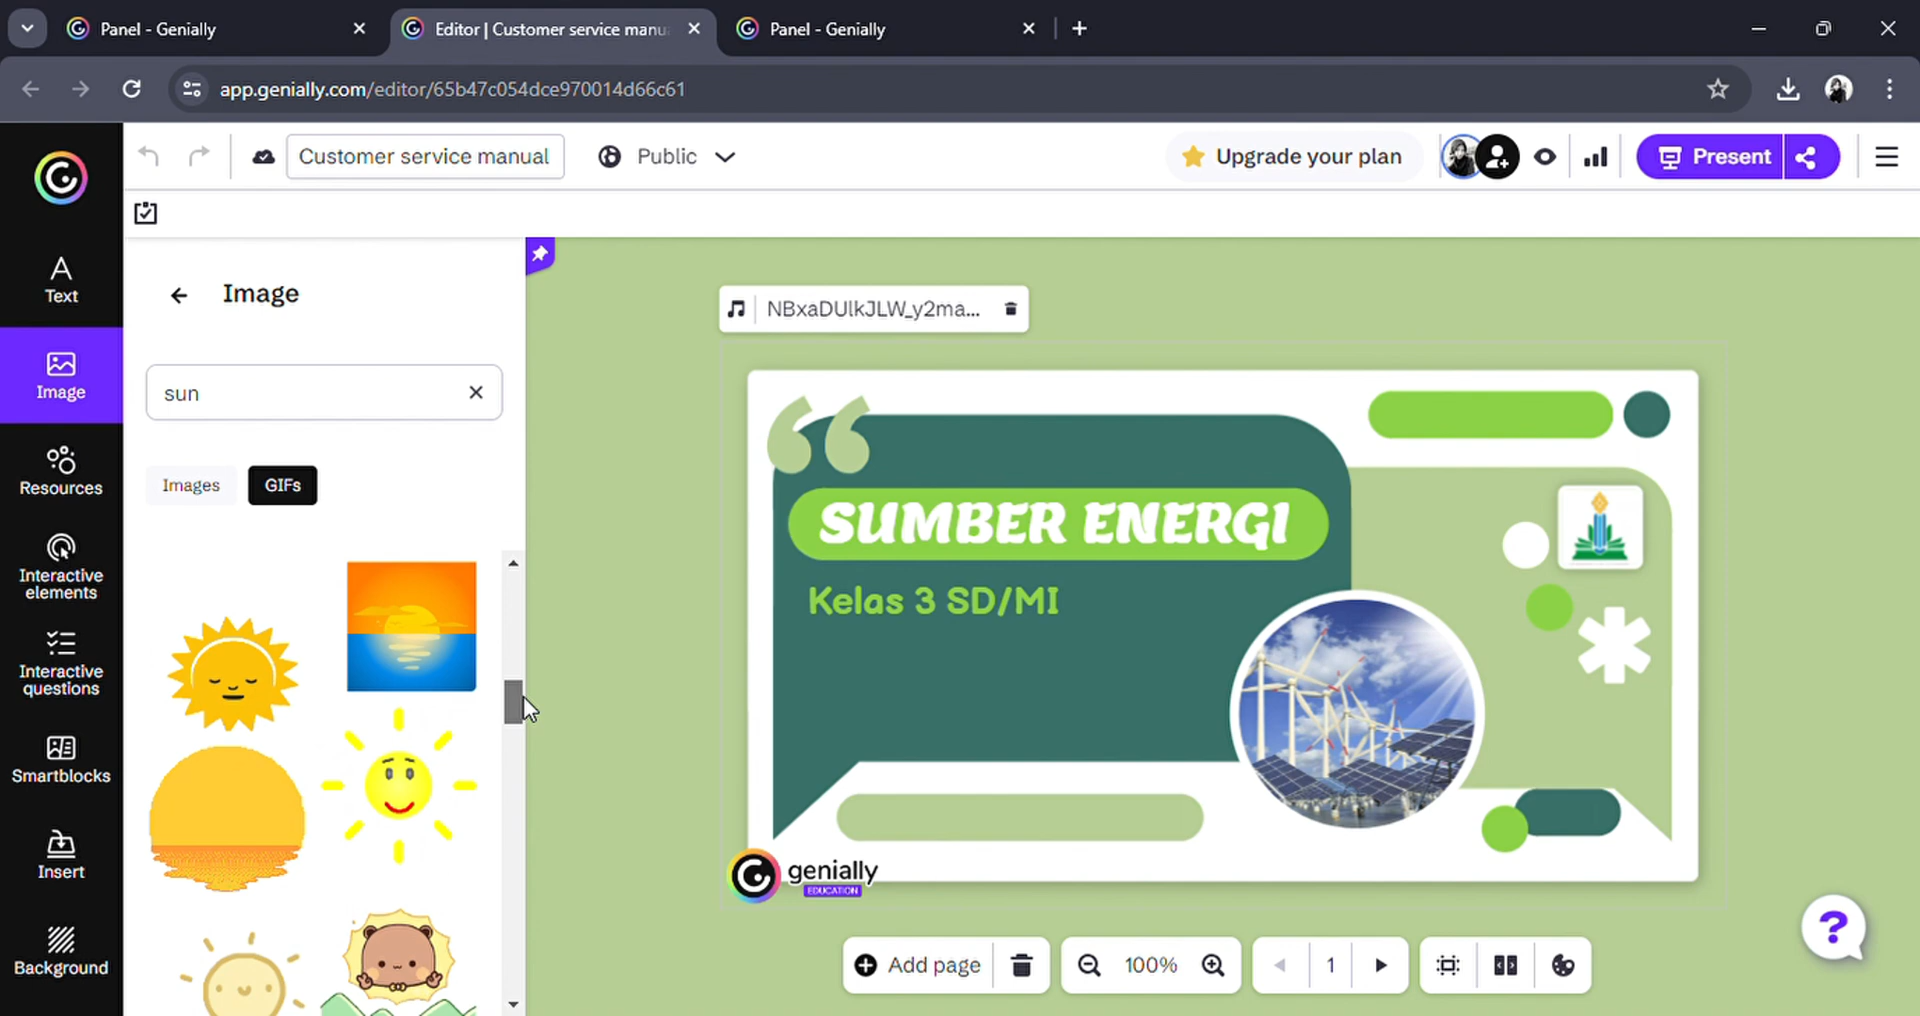 Panel - Genially
Editor | Customer service manu
Panel - Genially
app.genially.com/editor/65b47c054dce970014d66c61
Customer service manual
Public
Upgrade your plan
Present
Text
Image
Resources
Interactive
elements
Interactive
questions
Smartblocks
Insert
Background
Image
sun
Images
GIFs
NBxaDUlkJLW_y2ma...
SUMBER ENERGI
Kelas 3 SD/MI
genially
EDUCATION
Add page
100%
1
?